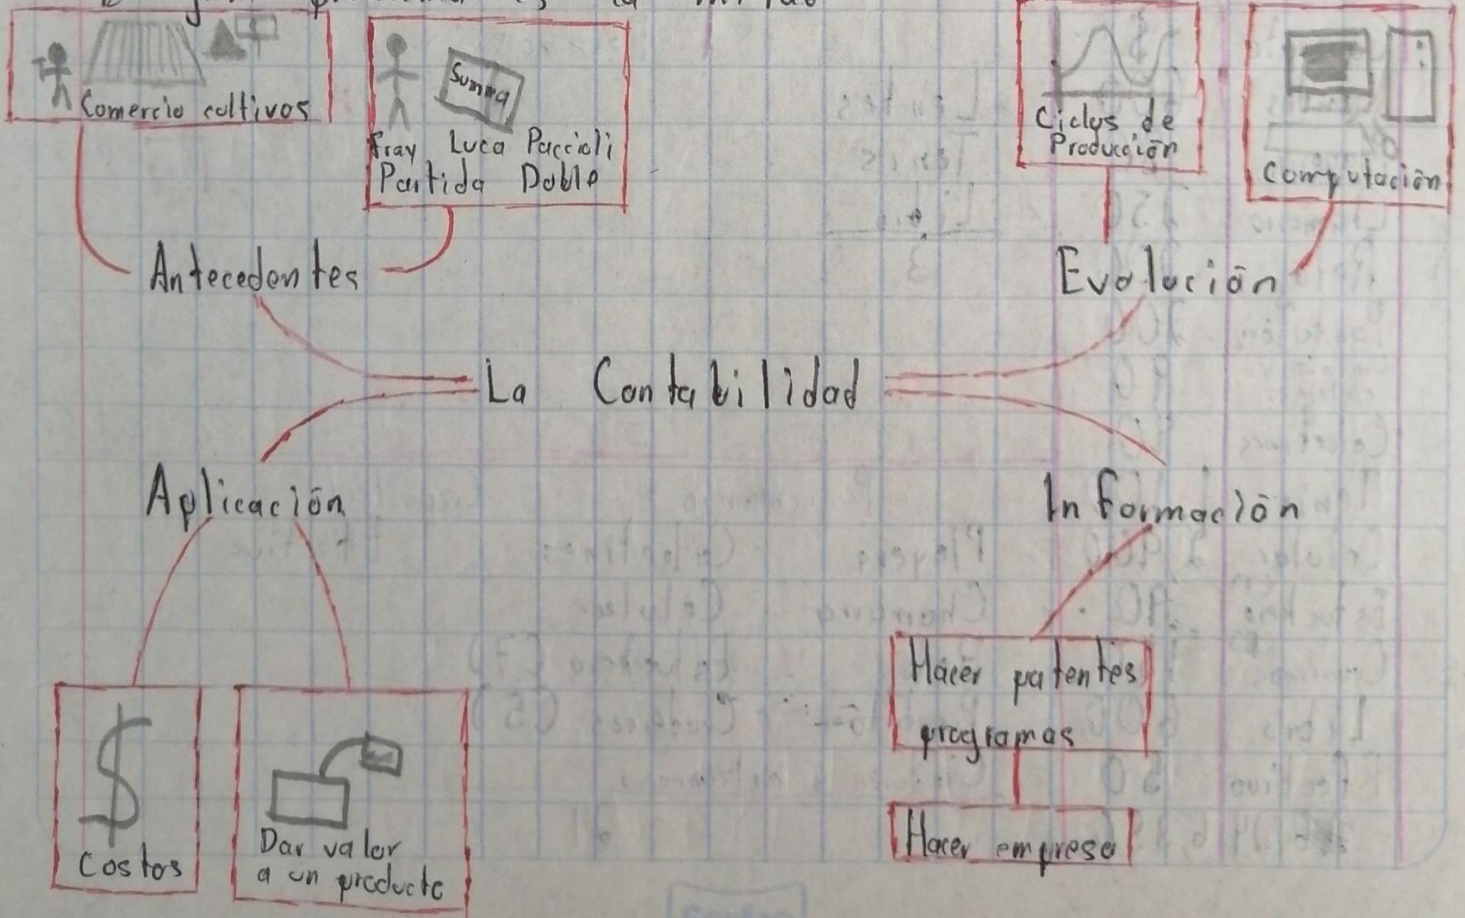 Comercio cultivos
Summa
Fray Luca Paccioli
Partida Doble
Ciclos de
Producción
Computación
Antecedentes
Evolución
La Contabilidad
Aplicación
Información
$
Costos
Dar valor
a un producto
Hacer patentes
programas
Hacer empresa